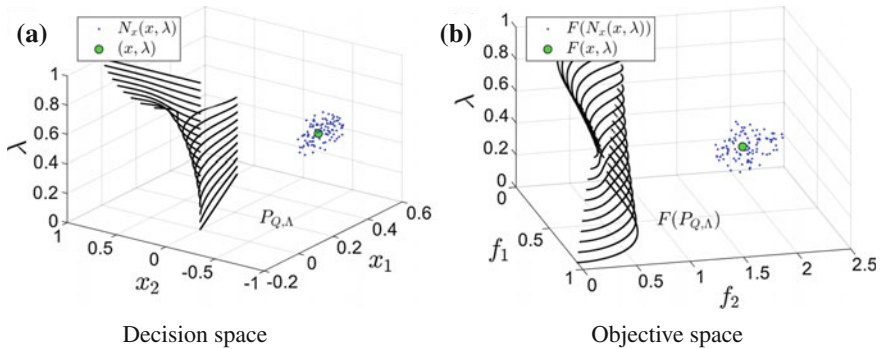 (a)
N_x(x, λ)
(x, λ)
λ
1
0.8
0.6
0.4
0.2
0
1
0.5
0
-0.5
-1
x_2
-0.2
0
0.2
0.4
0.6
x_1
P_{Q,Λ}
Decision space
(b)
F(N_x(x, λ))
F(x, λ)
λ
1
0.8
0.6
0.4
0.2
0
0
0.5
1
f_1
0
0.5
1
1.5
2
2.5
f_2
F(P_{Q,Λ})
Objective space